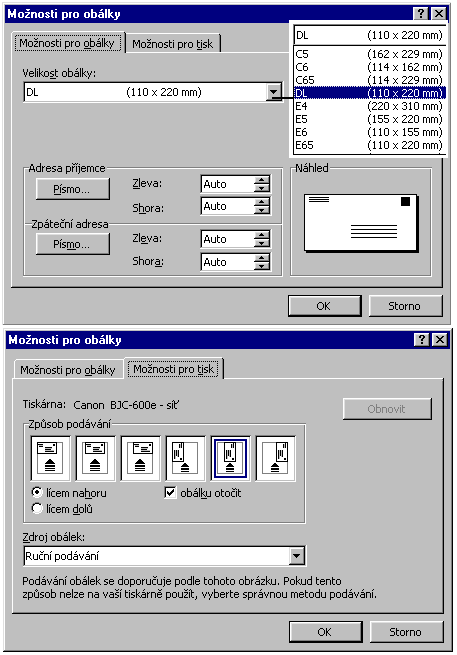 Možnosti pro obálky
Možnosti pro obálky Možnosti pro tisk
Velikost obálky:
DL (110 x 220 mm)
DL (110 x 220 mm)
C5 (162 x 229 mm)
C6 (114 x 162 mm)
C65 (114 x 229 mm)
DL (110 x 220 mm)
E4 (220 x 310 mm)
E5 (155 x 220 mm)
E6 (110 x 155 mm)
E65 (110 x 220 mm)
Adresa příjemce
Písmo...
Zleva: Auto
Shora: Auto
Zpáteční adresa
Písmo...
Zleva: Auto
Shora: Auto
Náhled
OK Storno
Možnosti pro obálky
Možnosti pro obálky Možnosti pro tisk
Tiskárna: Canon BJC-600e - síť
Obnovit
Způsob podávání
lícem nahoru obálku otočit
lícem dolů
Zdroj obálek:
Ruční podávání
Podávání obálek se doporučuje podle tohoto obrázku. Pokud tento
způsob nelze na vaší tiskárně použít, vyberte správnou metodu podávání.
OK Storno